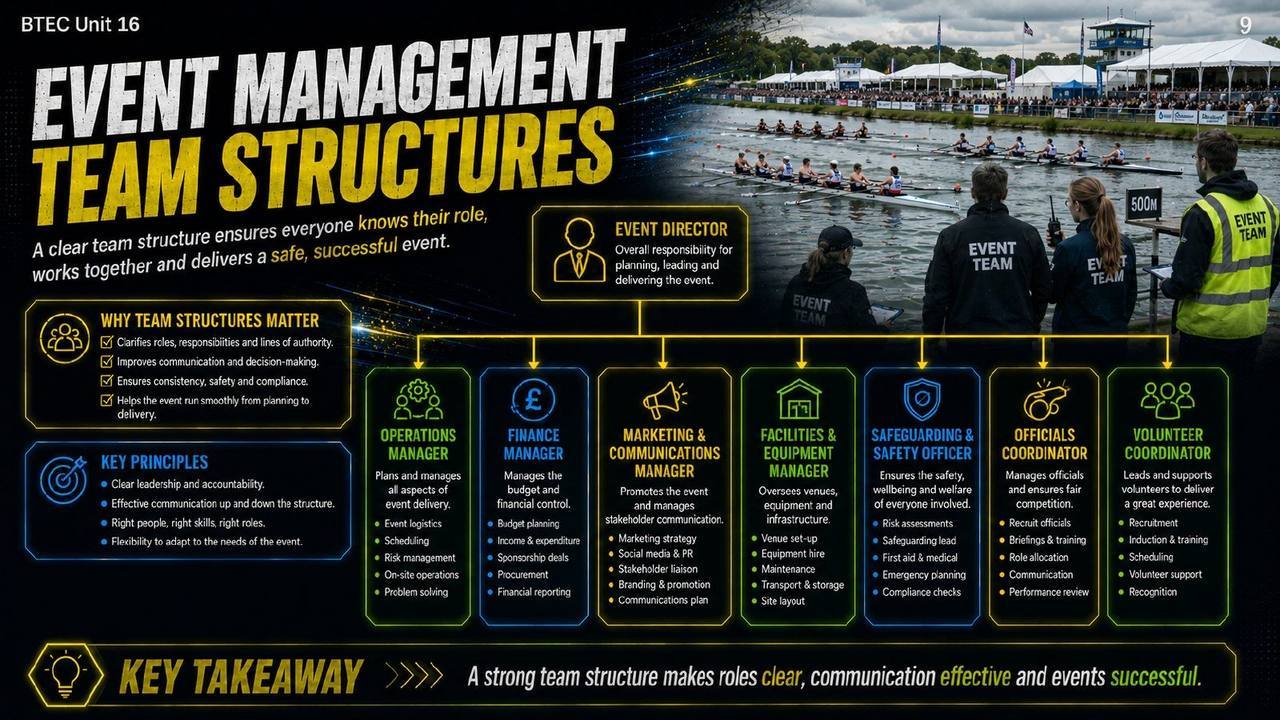 BTEC Unit 16
9
EVENT MANAGEMENT
TEAM STRUCTURES
A clear team structure ensures everyone knows their role,
works together and delivers a safe, successful event.
500M
EVENT
TEAM
EVENT
TEAM
EVENT
TEAM
EVENT
TEAM
EVENT DIRECTOR
Overall responsibility for
planning, leading and
delivering the event.
WHY TEAM STRUCTURES MATTER
Clarifies roles, responsibiities and lines of authority.
Improves communication and decision-making.
Ensures consistency, safety and compliance.
Helps the event run smoothly from planning to
delivery.
KEY PRINCIPLES
Clear leadership and accountability.
Effective communication up and down the structure.
Right people, right skills, right roles.
Flexibility to adapt to the needs of the event.
OPERATIONS
MANAGER
Plans and manages
all aspects of
event delivery.
Event logistics
Scheduling
Risk management
On-site operations
Problem solving
£
FINANCE
MANAGER
Manages the
budget and
financial control.
Budget planning
Income & expenditure
Sponsorship deals
Procurement
Financial reporting
MARKETING &
COMMUNICATIONS
MANAGER
Promotes the event
and manages
stakeholder communication.
Marketing strategy
Social media & PR
Stakeholder liaison
Branding & promotion
Communications plan
FACILITIES &
EQUIPMENT
MANAGER
Oversees venues,
equipment and
infrastructure.
Venue set-up
Equipment hire
Maintenance
Transport & storage
Site layout
SAFEGUARDING &
SAFETY OFFICER
Ensures the safety,
wellbeing and welfare
of everyone involved.
Risk assessments
Safeguarding lead
First aid & medical
Emergency planning
Compliance checks
OFFICIALS
COORDINATOR
Manages officials
and ensures fair
competition.
Recruit officials
Briefings & training
Role allocation
Communication
Performance review
VOLUNTEER
COORDINATOR
Leads and supports
volunteers to deliver
a great experience.
Recruitment
Induction & training
Scheduling
Volunteer support
Recognition
KEY TAKEAWAY
A strong team structure makes roles clear, communication effective and events successful.